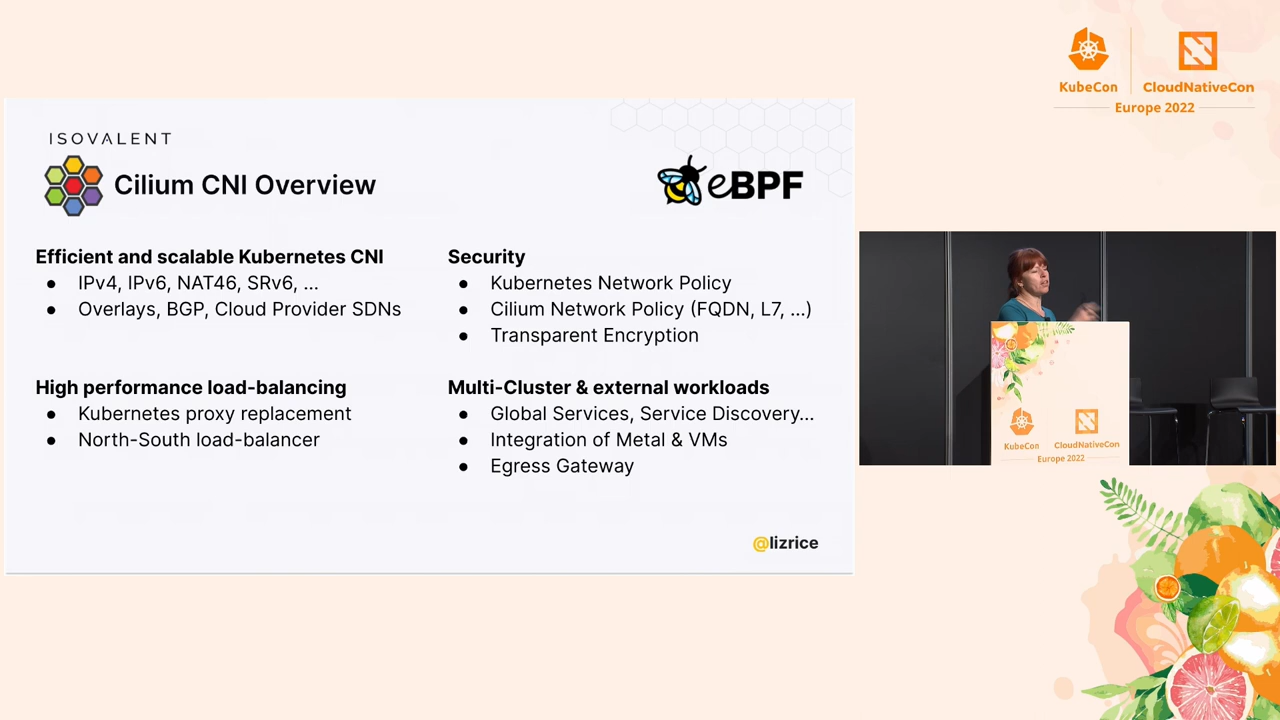 KubeCon
CloudNativeCon
Europe 2022
ISOVALENT
Cilium CNI Overview
eBPF
Efficient and scalable Kubernetes CNI
● IPv4, IPv6, NAT46, SRv6, ...
● Overlays, BGP, Cloud Provider SDNs
High performance load-balancing
● Kubernetes proxy replacement
● North-South load-balancer
Security
● Kubernetes Network Policy
● Cilium Network Policy (FQDN, L7, ...)
● Transparent Encryption
Multi-Cluster & external workloads
● Global Services, Service Discovery...
● Integration of Metal & VMs
● Egress Gateway
@lizrice
KubeCon
CloudNativeCon
Europe 2022